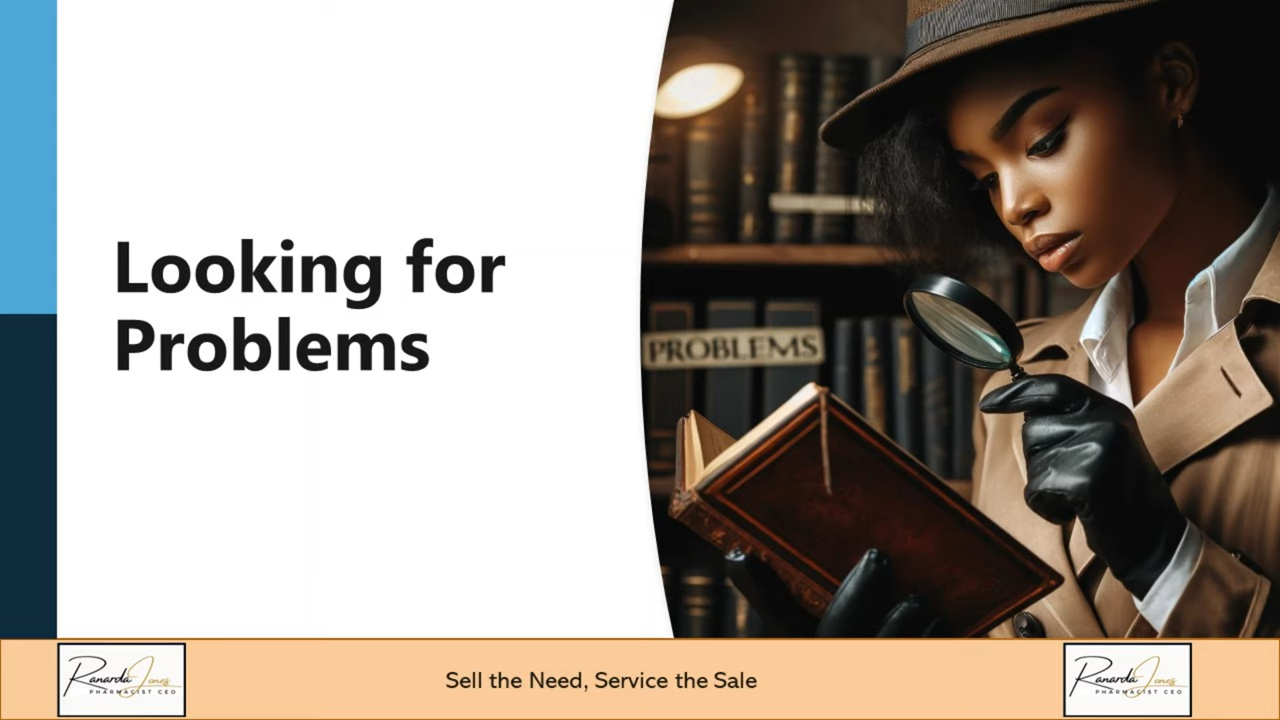 Looking for
Problems
PROBLEMS
Sell the Need, Service the Sale
Ranarda Jones
PHARMACIST CEO
Ranarda Jones
PHARMACIST CEO